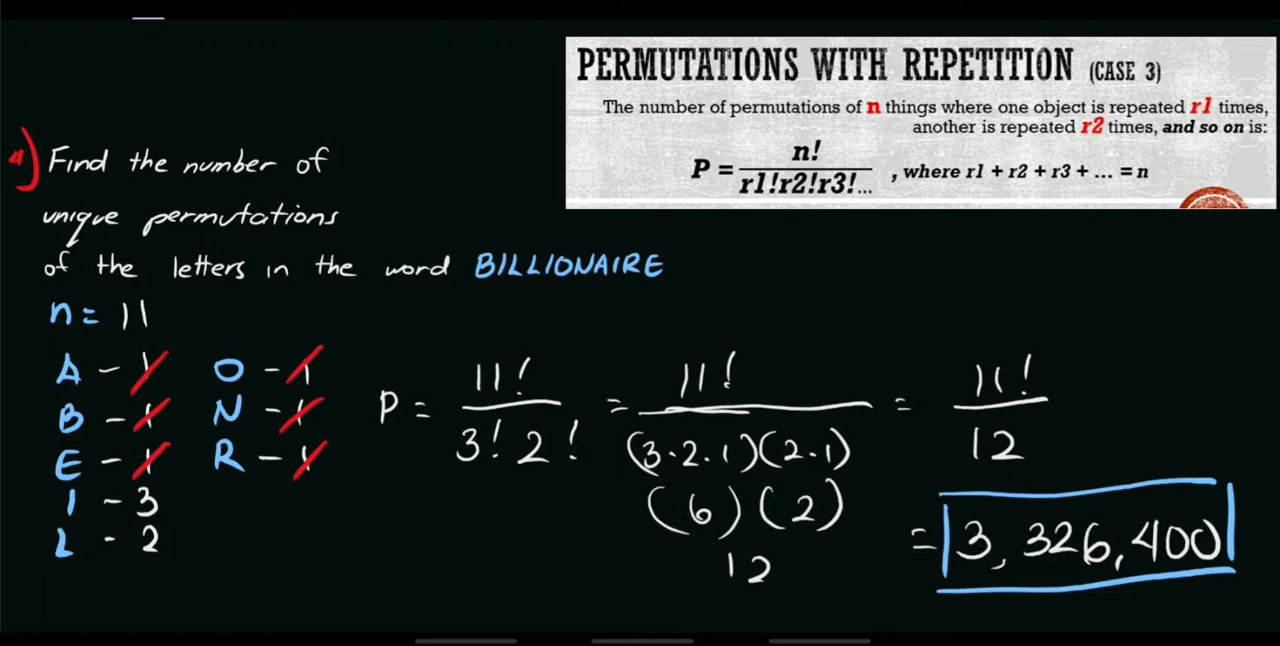 PERMUTATIONS WITH REPETITION (CASE 3)
The number of permutations of n things where one object is repeated r1 times,
another is repeated r2 times, and so on is:
P = n! / r1!r2!r3!... , where r1 + r2 + r3 + ... = n
4) Find the number of
unique permutations
of the letters in the word BILLIONAIRE
n = 11
A - 1 O - 1
B - 1 N - 1
E - 1 R - 1
I - 3
L - 2
P = 11! / 3! 2! = 11! / (3·2·1)(2·1) = 11! / 12
(6)(2)
12
= 3,326,400